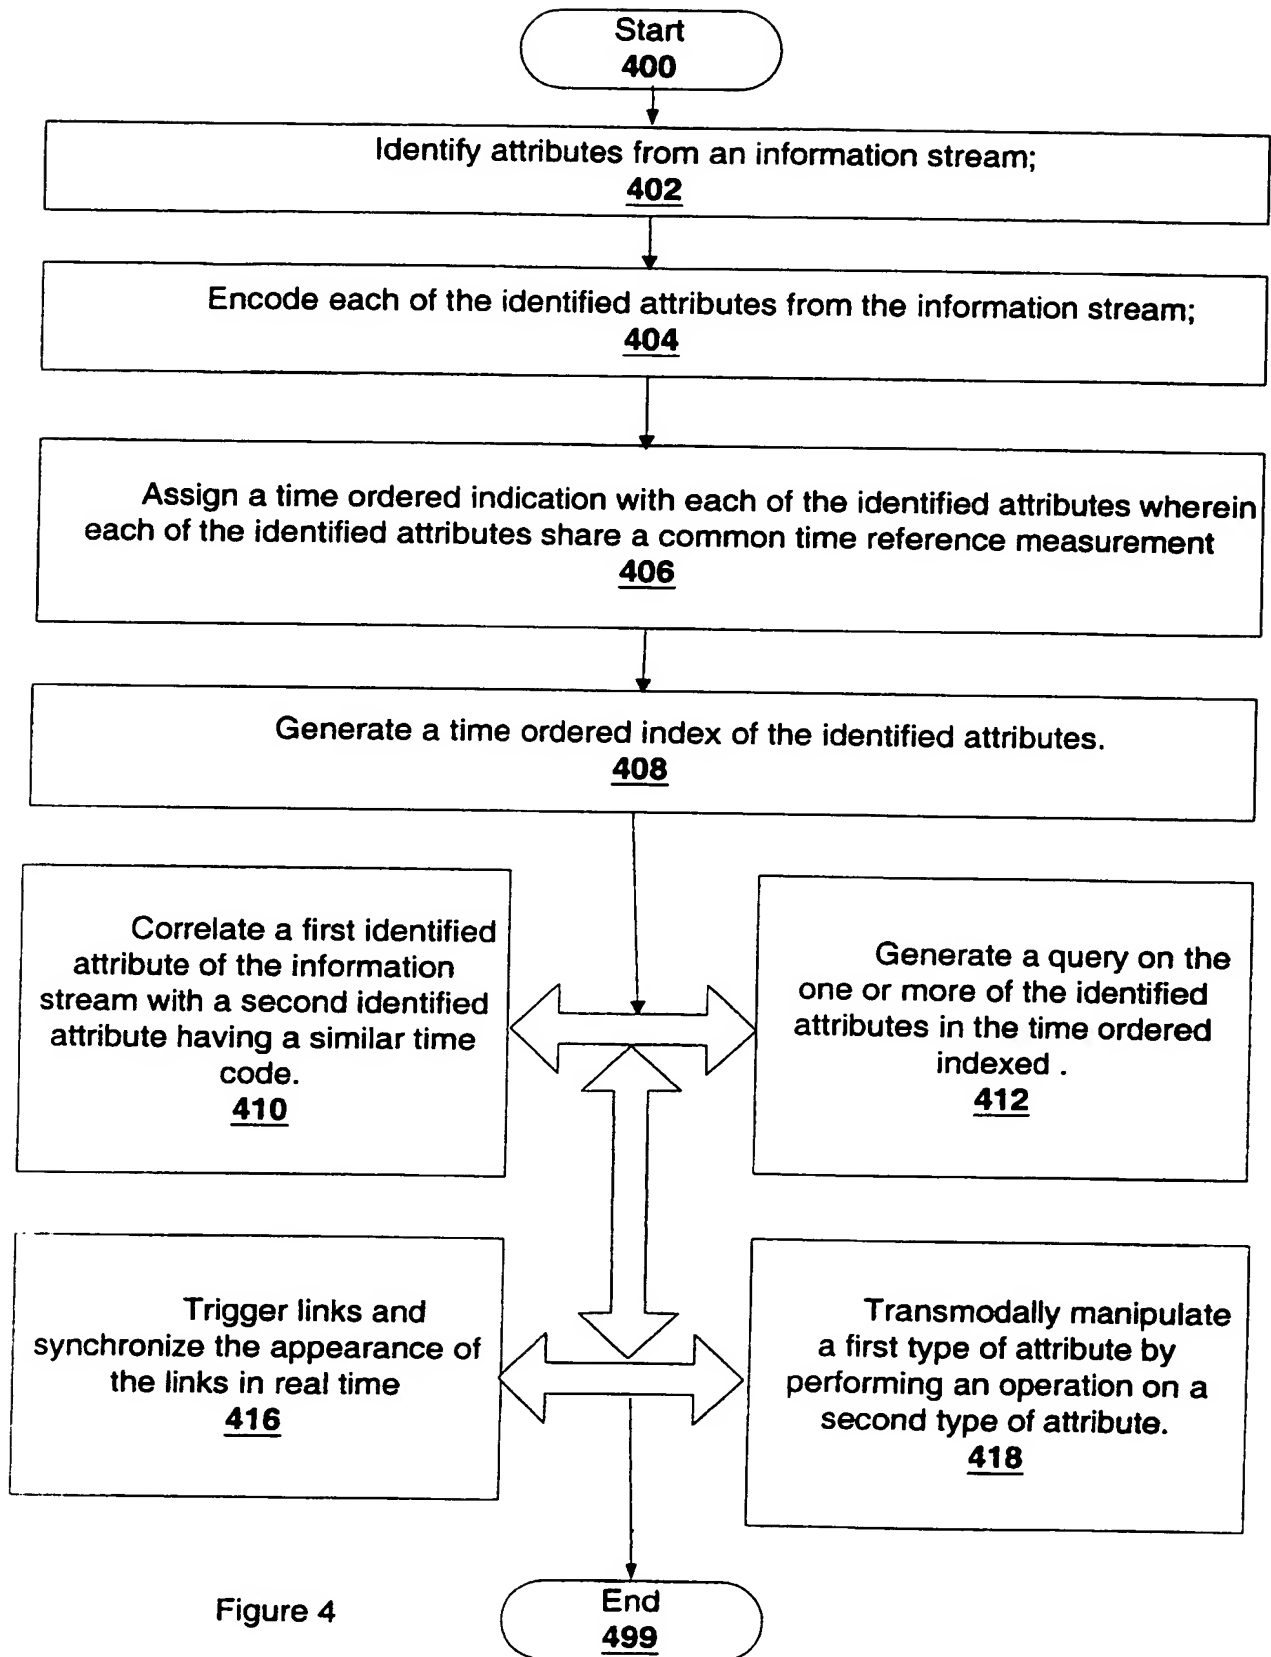 Start
400
Identify attributes from an information stream;
402
Encode each of the identified attributes from the information stream;
404
Assign a time ordered indication with each of the identified attributes wherein
each of the identified attributes share a common time reference measurement
406
Generate a time ordered index of the identified attributes.
408
Correlate a first identified
attribute of the information
stream with a second identified
attribute having a similar time
code.
410
Generate a query on the
one or more of the identified
attributes in the time ordered
indexed .
412
Trigger links and
synchronize the appearance of
the links in real time
416
Transmodally manipulate
a first type of attribute by
performing an operation on a
second type of attribute.
418
Figure 4
End
499